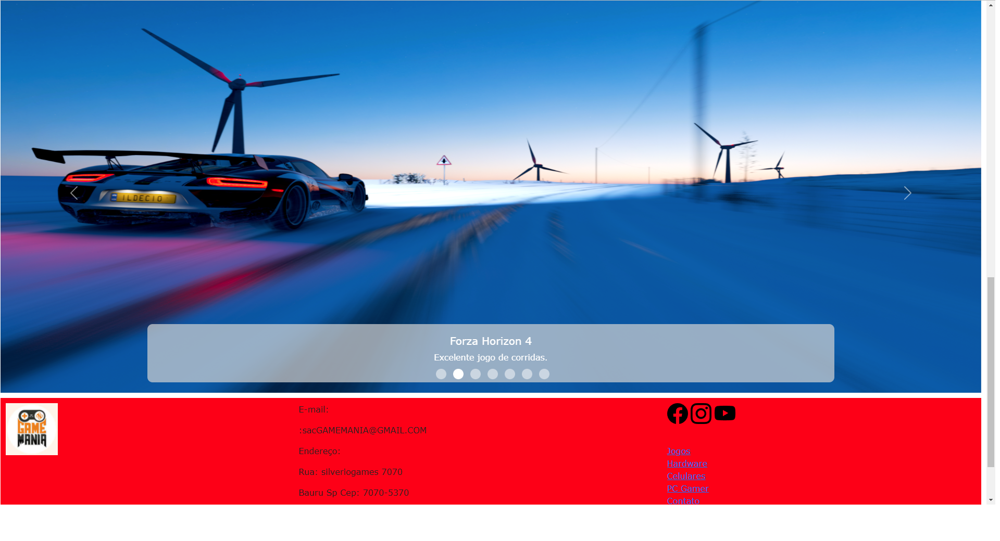 ILDECIO
Forza Horizon 4
Excelente jogo de corridas.
GAME
MANIA
E-mail:
:sacGAMEMANIA@GMAIL.COM
Endereço:
Rua: silveriogames 7070
Bauru Sp Cep: 7070-5370
Jogos
Hardware
Celulares
PC Gamer
Contato